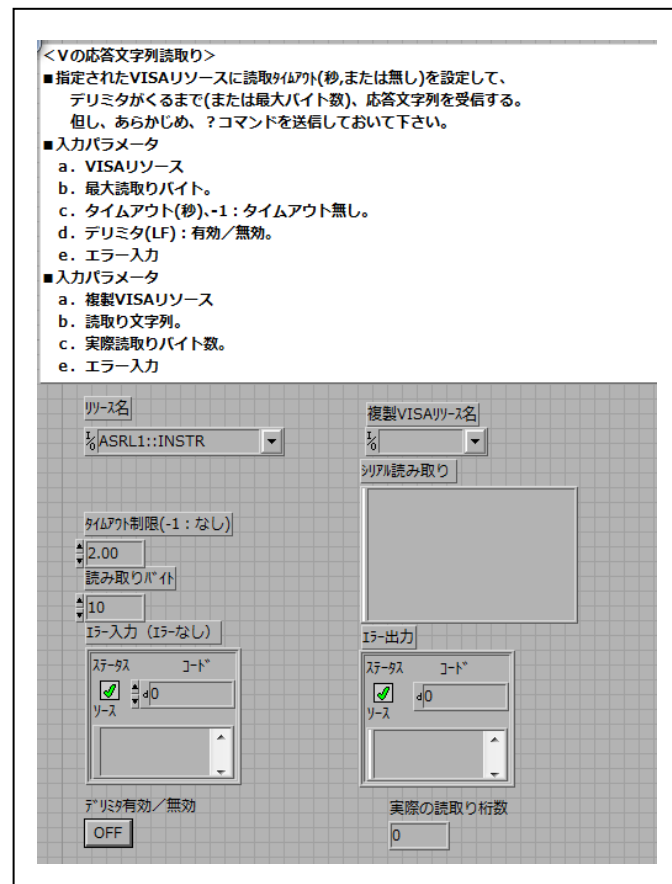 <Vの応答文字列読取り>
■指定されたVISAリソースに読取ﾀｲﾑｱｳﾄ(秒,または無し)を設定して、
デリミタがくるまで(または最大バイト数)、応答文字列を受信する。
但し、あらかじめ、？コマンドを送信しておいて下さい。
■入力パラメータ
a．VISAリソース
b．最大読取りバイト。
c．タイムアウト(秒)､-1：タイムアウト無し。
d．デリミタ(LF)：有効／無効。
e．エラー入力
■入力パラメータ
a．複製VISAリソース
b．読取り文字列。
c．実際読取りバイト数。
e．エラー入力
ﾘｿｰｽ名
I/O ASRL1::INSTR
複製VISAﾘｿｰｽ名
I/O
ｼﾘｱﾙ読み取り
ﾀｲﾑｱｳﾄ制限(-1：なし)
2.00
読み取りﾊﾞｲﾄ
10
ｴﾗｰ入力（ｴﾗｰなし）
ｽﾃｰﾀｽ ｺｰﾄﾞ
d0
ｿｰｽ
ｴﾗｰ出力
ｽﾃｰﾀｽ ｺｰﾄﾞ
d0
ｿｰｽ
ﾃﾞﾘﾐﾀ有効／無効
OFF
実際の読取り桁数
0